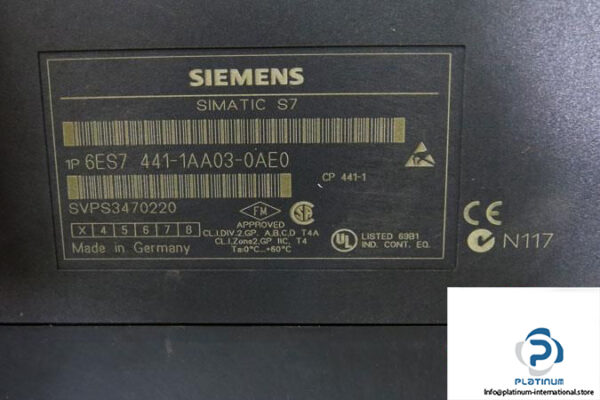 SIEMENS
SIMATIC S7
1P 6ES7 441-1AA03-0AE0
CP 441-1
SVPS3470220
X 4 5 6 7 8
Made in Germany
FM
APPROVED
CL.I,DIV.2,GP. A,B,C,D T4A
CL.I,Zone2,GP. IIC, T4
Ta:0°C...+60°C
UL
LISTED 69B1
IND. CONT. EQ.
CE
N117
PLATINUM
Info@platinum-international.store